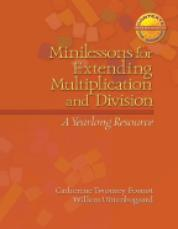 Minilessons for
Extending
Multiplication
and Division
A Yearlong Resource
Catherine Twomey Fosnot
Willem Uittenbogaard